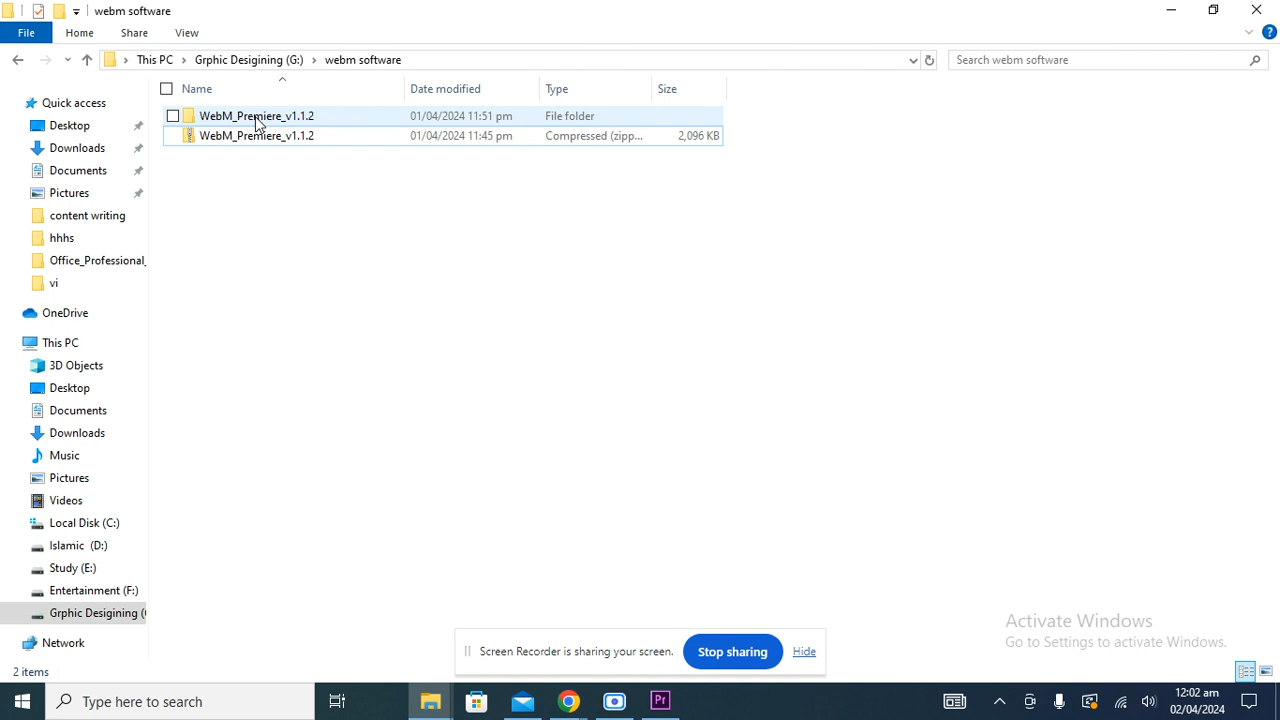 webm software
File Home Share View
This PC > Grphic Desigining (G:) > webm software
Search webm software
Name Date modified Type Size
WebM_Premiere_v1.1.2 01/04/2024 11:51 pm File folder
WebM_Premiere_v1.1.2 01/04/2024 11:45 pm Compressed (zipp... 2,096 KB
Quick access
Desktop
Downloads
Documents
Pictures
content writing
hhhs
Office_Professional_
vi
OneDrive
This PC
3D Objects
Desktop
Documents
Downloads
Music
Pictures
Videos
Local Disk (C:)
Islamic (D:)
Study (E:)
Entertainment (F:)
Grphic Desigining (
Network
2 items
Screen Recorder is sharing your screen. Stop sharing Hide
Activate Windows
Go to Settings to activate Windows.
Type here to search
Pr
12:02 am
02/04/2024